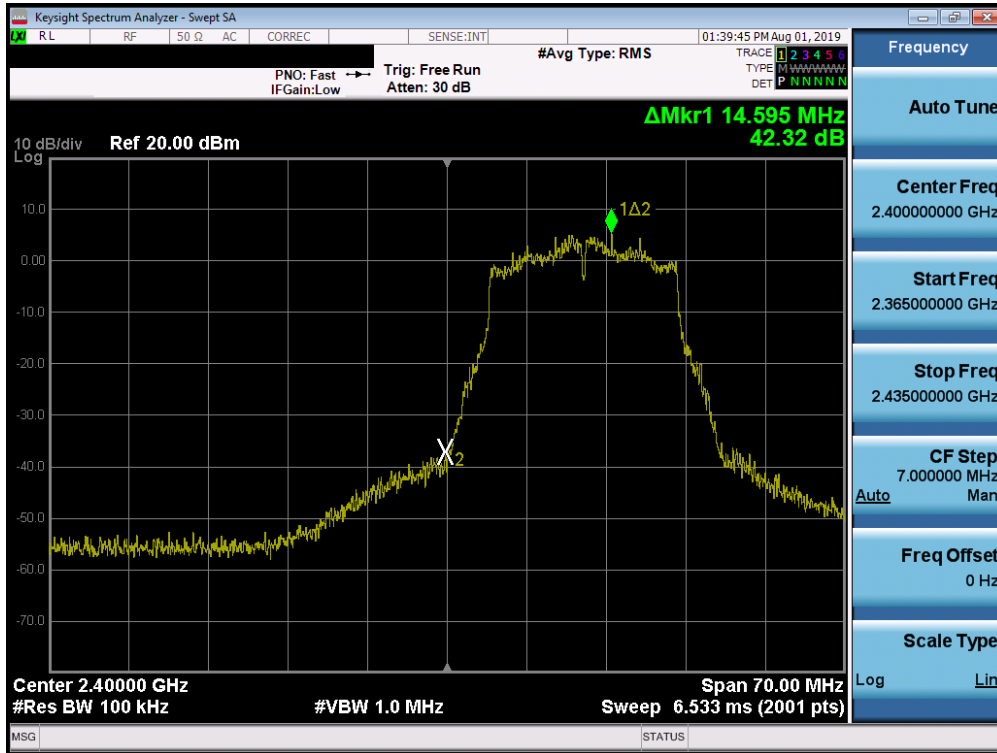 Keysight Spectrum Analyzer - Swept SA
LXI RL RF 50 Ω AC CORREC SENSE:INT 01:39:45 PM Aug 01, 2019
PNO: Fast
IFGain:Low
Trig: Free Run
Atten: 30 dB
#Avg Type: RMS
TRACE 1 2 3 4 5 6
TYPE M WWWWW
DET P N N N N N
ΔMkr1 14.595 MHz
42.32 dB
10 dB/div Ref 20.00 dBm
Log
10.0
0.00
-10.0
-20.0
-30.0
-40.0
-50.0
-60.0
-70.0
1Δ2
X2
Center 2.40000 GHz Span 70.00 MHz
#Res BW 100 kHz #VBW 1.0 MHz Sweep 6.533 ms (2001 pts)
MSG STATUS
Frequency
Auto Tune
Center Freq
2.400000000 GHz
Start Freq
2.365000000 GHz
Stop Freq
2.435000000 GHz
CF Step
7.000000 MHz
Auto Man
Freq Offset
0 Hz
Scale Type
Log Lin